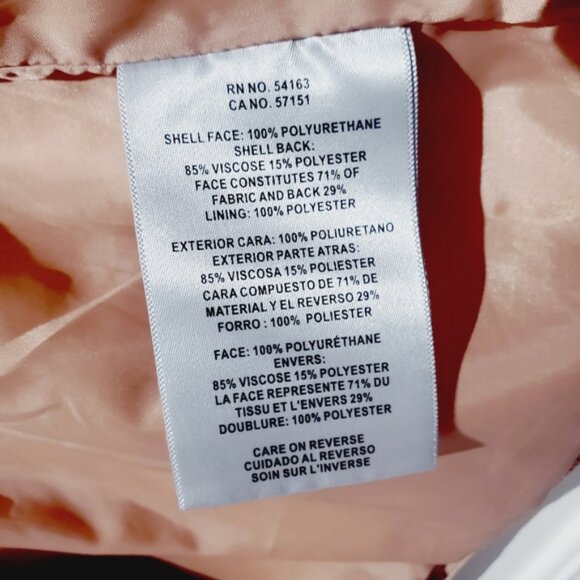 RN NO. 54163
CA NO. 57151
SHELL FACE: 100% POLYURETHANE
SHELL BACK:
85% VISCOSE 15% POLYESTER
FACE CONSTITUTES 71% OF
FABRIC AND BACK 29%
LINING: 100% POLYESTER
EXTERIOR CARA: 100% POLIURETANO
EXTERIOR PARTE ATRAS:
85% VISCOSA 15% POLIESTER
CARA COMPUESTO DE 71% DE
MATERIAL Y EL REVERSO 29%
FORRO : 100% POLIESTER
FACE: 100% POLYURÉTHANE
ENVERS:
85% VISCOSE 15% POLYESTER
LA FACE REPRESENTE 71% DU
TISSU ET L'ENVERS 29%
DOUBLURE: 100% POLYESTER
CARE ON REVERSE
CUIDADO AL REVERSO
SOIN SUR L'INVERSE